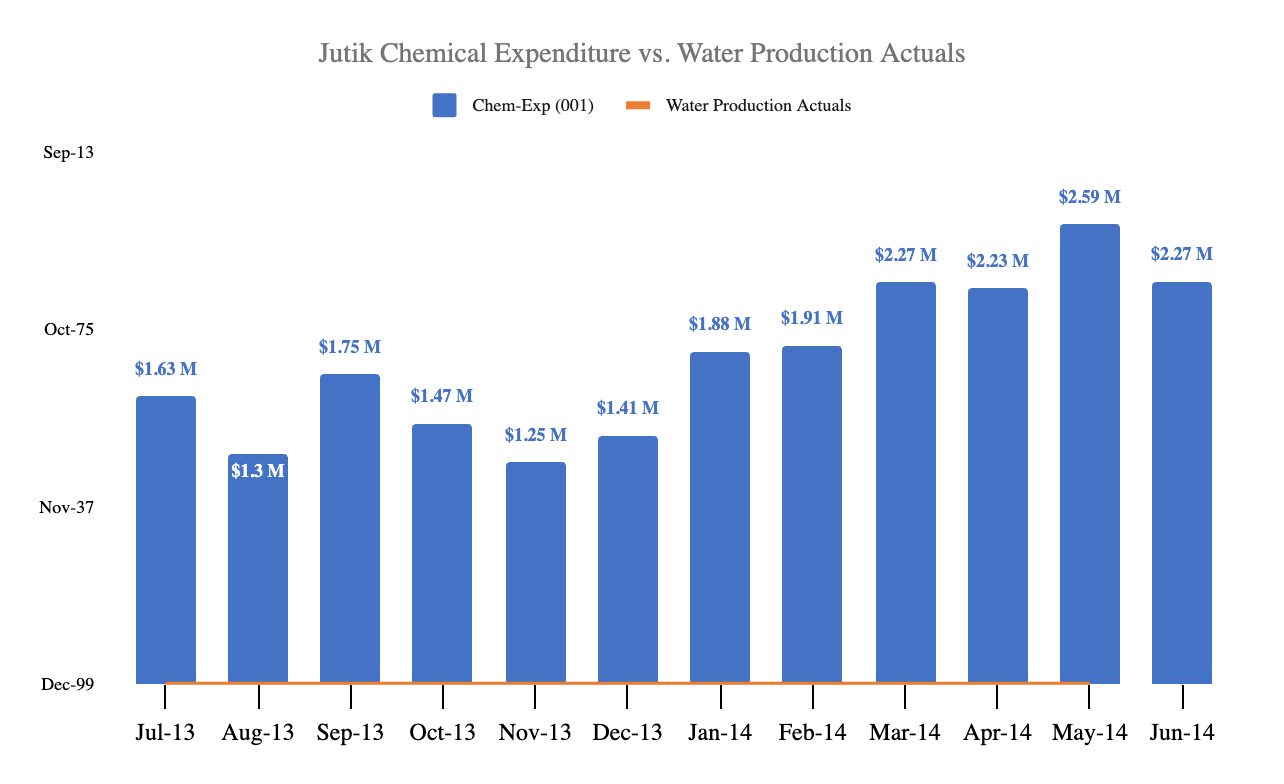 Jutik Chemical Expenditure vs. Water Production Actuals
Chem-Exp (001) Water Production Actuals
Sep-13
Oct-75
Nov-37
Dec-99
$1.63 M
$1.3 M
$1.75 M
$1.47 M
$1.25 M
$1.41 M
$1.88 M
$1.91 M
$2.27 M
$2.23 M
$2.59 M
$2.27 M
Jul-13 Aug-13 Sep-13 Oct-13 Nov-13 Dec-13 Jan-14 Feb-14 Mar-14 Apr-14 May-14 Jun-14